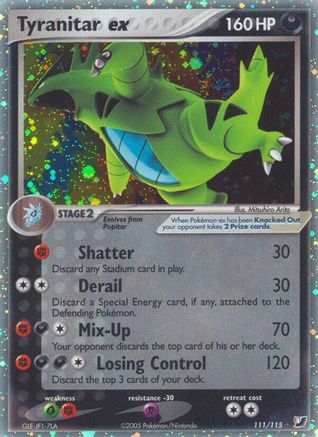 Tyranitar ex 160 HP
Illus. Mitsuhiro Arita
STAGE 2
Evolves from
Pupitar
When Pokémon-ex has been Knocked Out,
your opponent takes 2 Prize cards.
Shatter 30
Discard any Stadium card in play.
Derail 30
Discard a Special Energy card, if any, attached to the
Defending Pokémon.
Mix-Up 70
Your opponent discards the top card of his or her deck.
Losing Control 120
Discard the top 3 cards of your deck.
weakness resistance -30 retreat cost
GLE-JF1-7LA ©2005 Pokémon/Nintendo 111/115